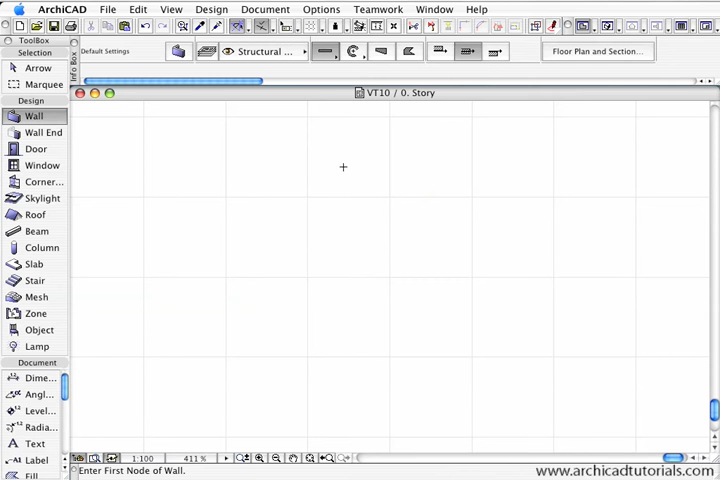 ArchiCAD File Edit View Design Document Options Teamwork Window Help
ToolBox
Selection
Arrow
Marquee
Design
Wall
Wall End
Door
Window
Corner...
Skylight
Roof
Beam
Column
Slab
Stair
Mesh
Zone
Object
Lamp
Document
Dime...
Angl...
Level...
Radia...
Text
Label
Fill
Info Box
Default Settings
Structural ...
Floor Plan and Section...
VT10 / 0. Story
1:100
411 %
Enter First Node of Wall.
www.archicadtutorials.com